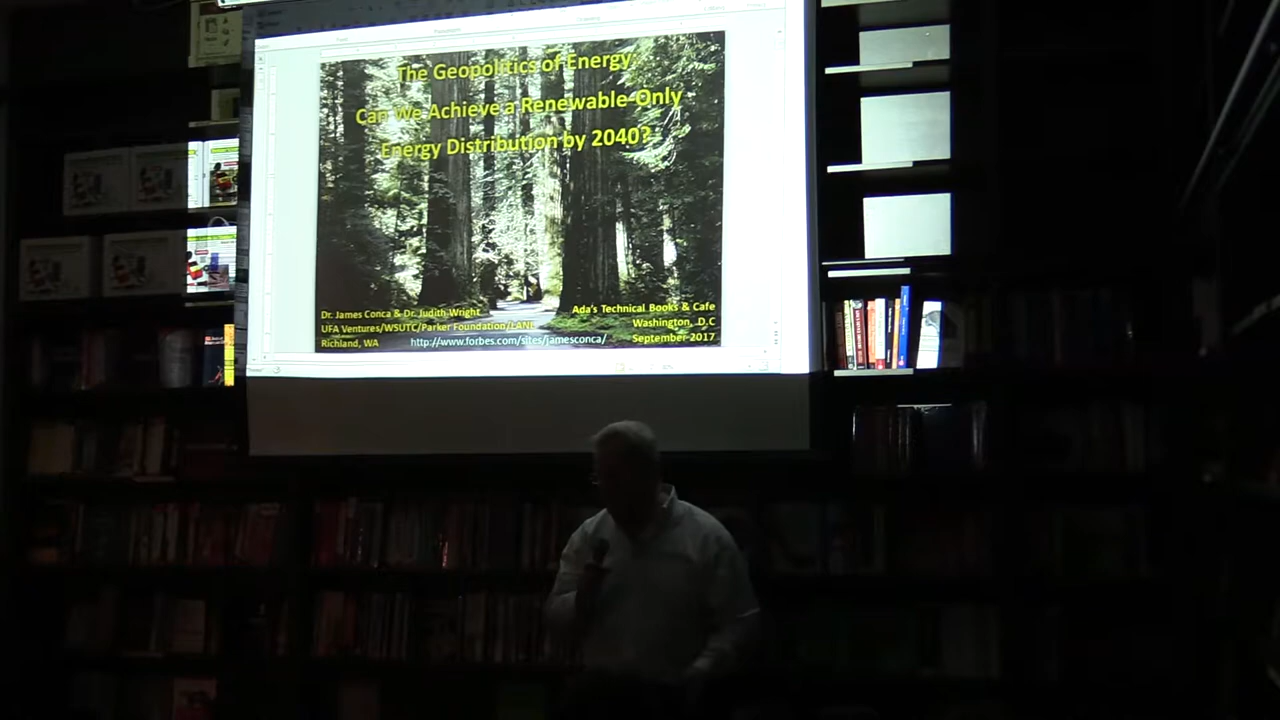 The Geopolitics of Energy:
Can We Achieve a Renewable-Only
Energy Distribution by 2040?
Dr. James Conca & Dr. Judith Wright
UFA Ventures/WSUTC/Parker Foundation/LANL
Richland, WA
http://www.forbes.com/sites/jamesconca/
Ada's Technical Books & Cafe
Washington, D.C
September 2017